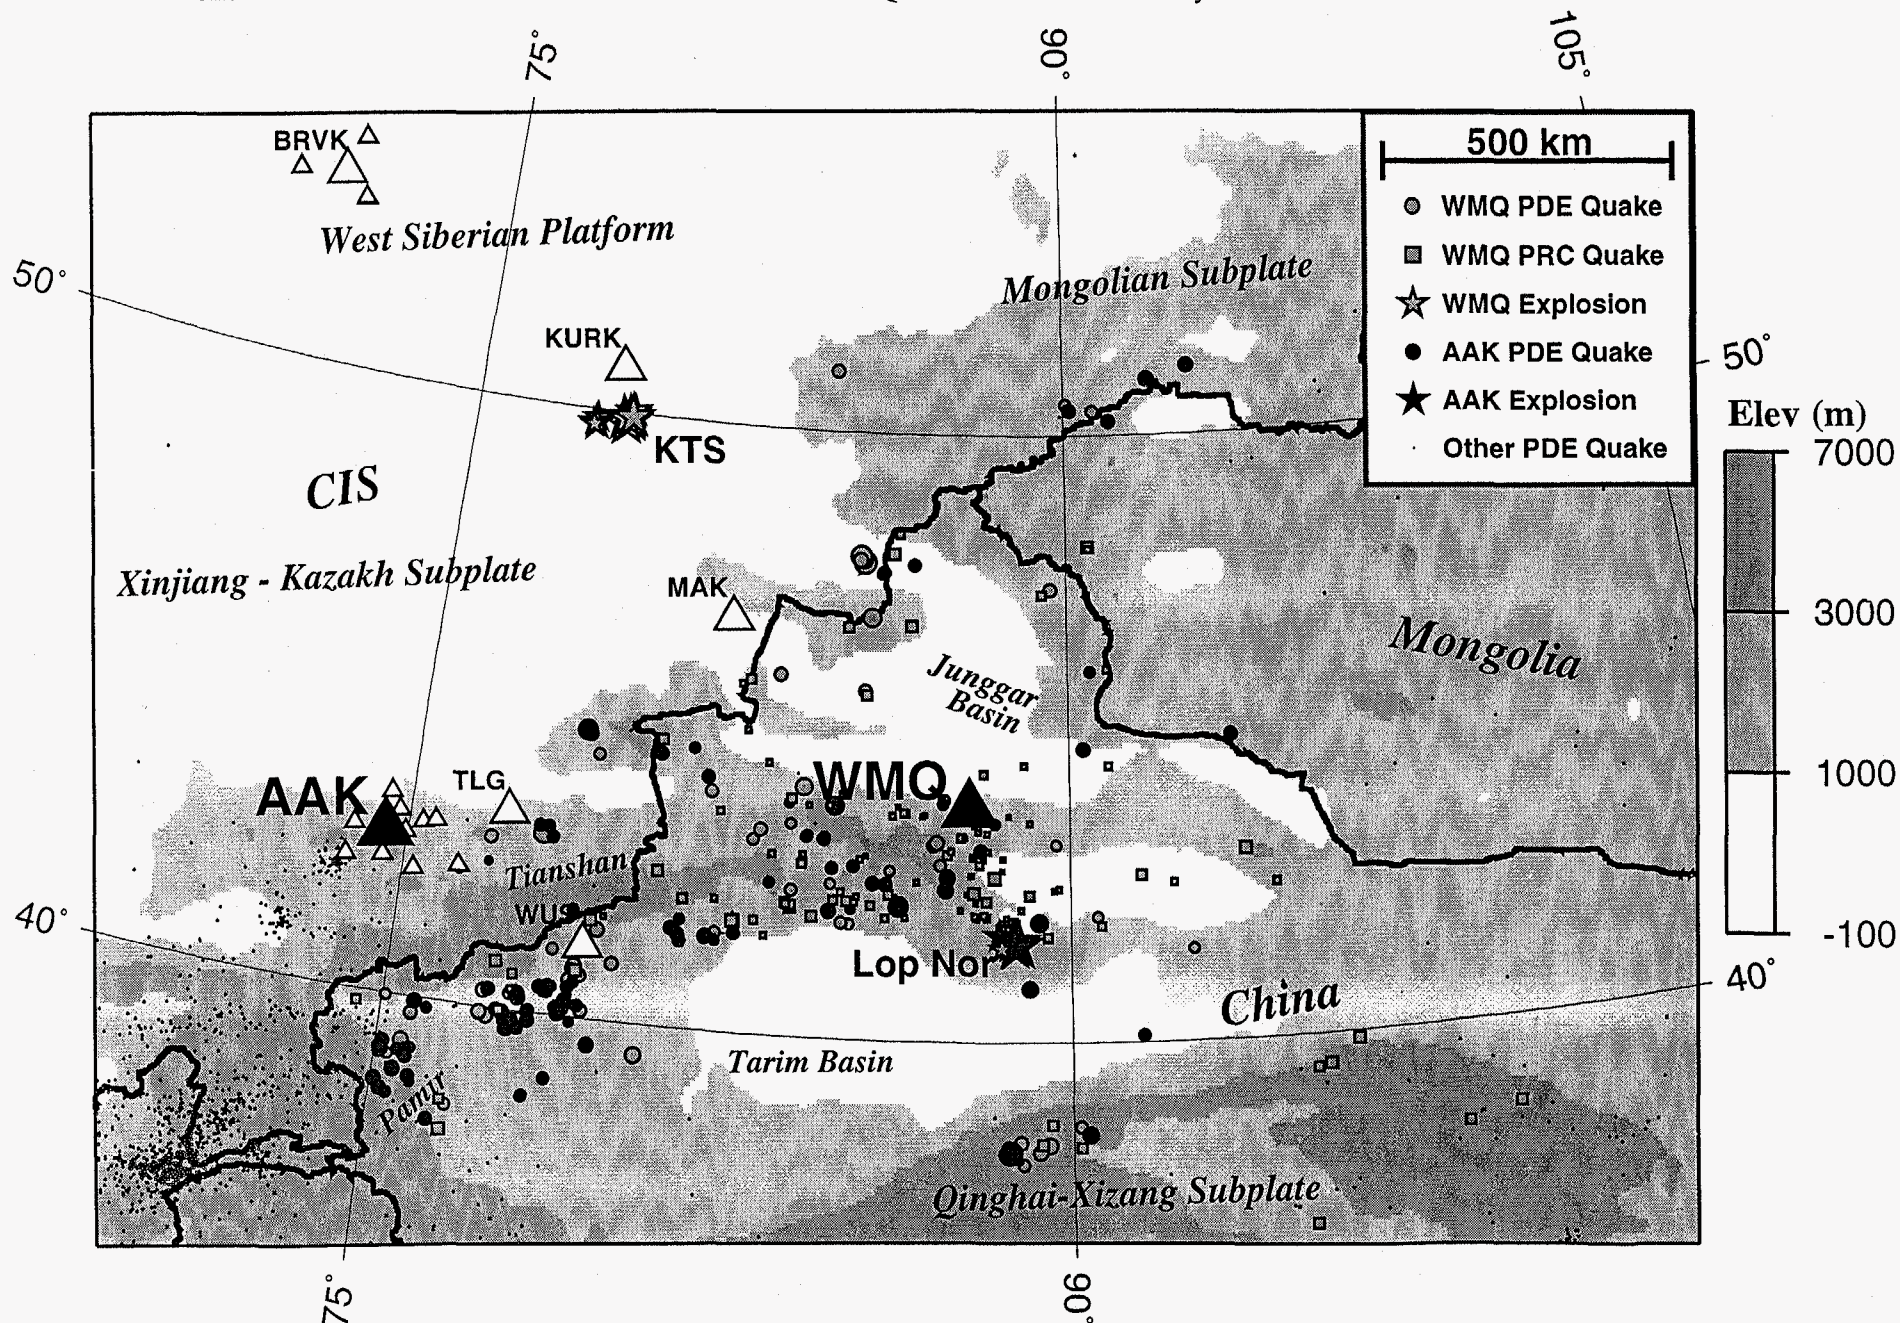 75°
90°
105°
BRVK
500 km
WMQ PDE Quake
WMQ PRC Quake
WMQ Explosion
AAK PDE Quake
AAK Explosion
Other PDE Quake
West Siberian Platform
50°
Mongolian Subplate
KURK
50°
KTS
Elev (m)
7000
3000
1000
-100
CIS
Xinjiang - Kazakh Subplate
MAK
Mongolia
Junggar
Basin
AAK
TLG
WMQ
Tianshan
WUS
40°
Lop Nor
China
40°
Tarim Basin
Pamir
Qinghai-Xizang Subplate
75°
90°